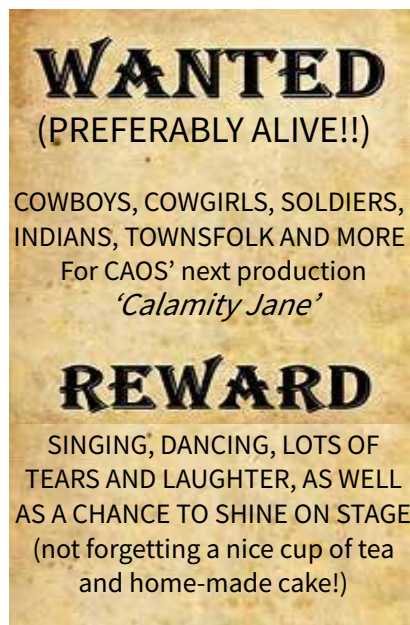 WANTED
(PREFERABLY ALIVE!!)
COWBOYS, COWGIRLS, SOLDIERS,
INDIANS, TOWNSFOLK AND MORE
For CAOS’ next production
‘Calamity Jane’
REWARD
SINGING, DANCING, LOTS OF
TEARS AND LAUGHTER, AS WELL
AS A CHANCE TO SHINE ON STAGE
(not forgetting a nice cup of tea
and home-made cake!)